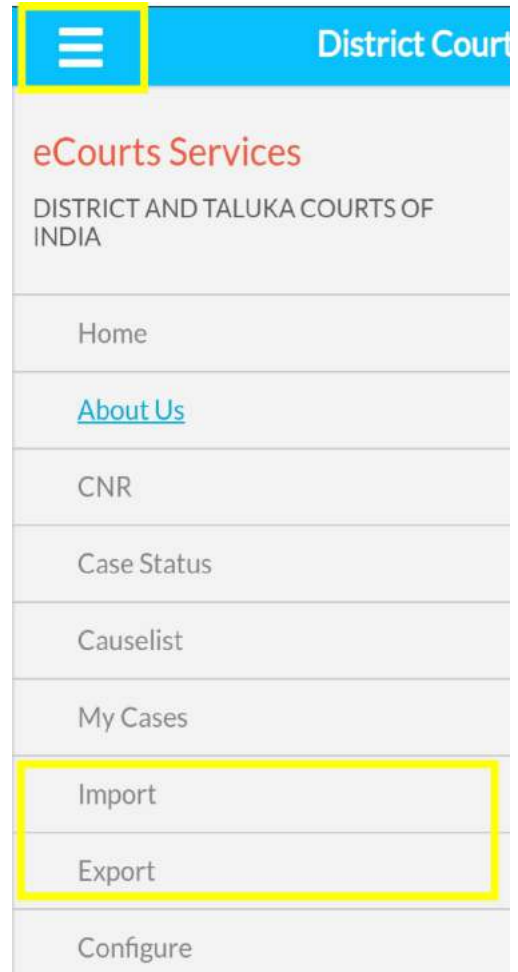 District Court
eCourts Services
DISTRICT AND TALUKA COURTS OF
INDIA
Home
About Us
CNR
Case Status
Causelist
My Cases
Import
Export
Configure